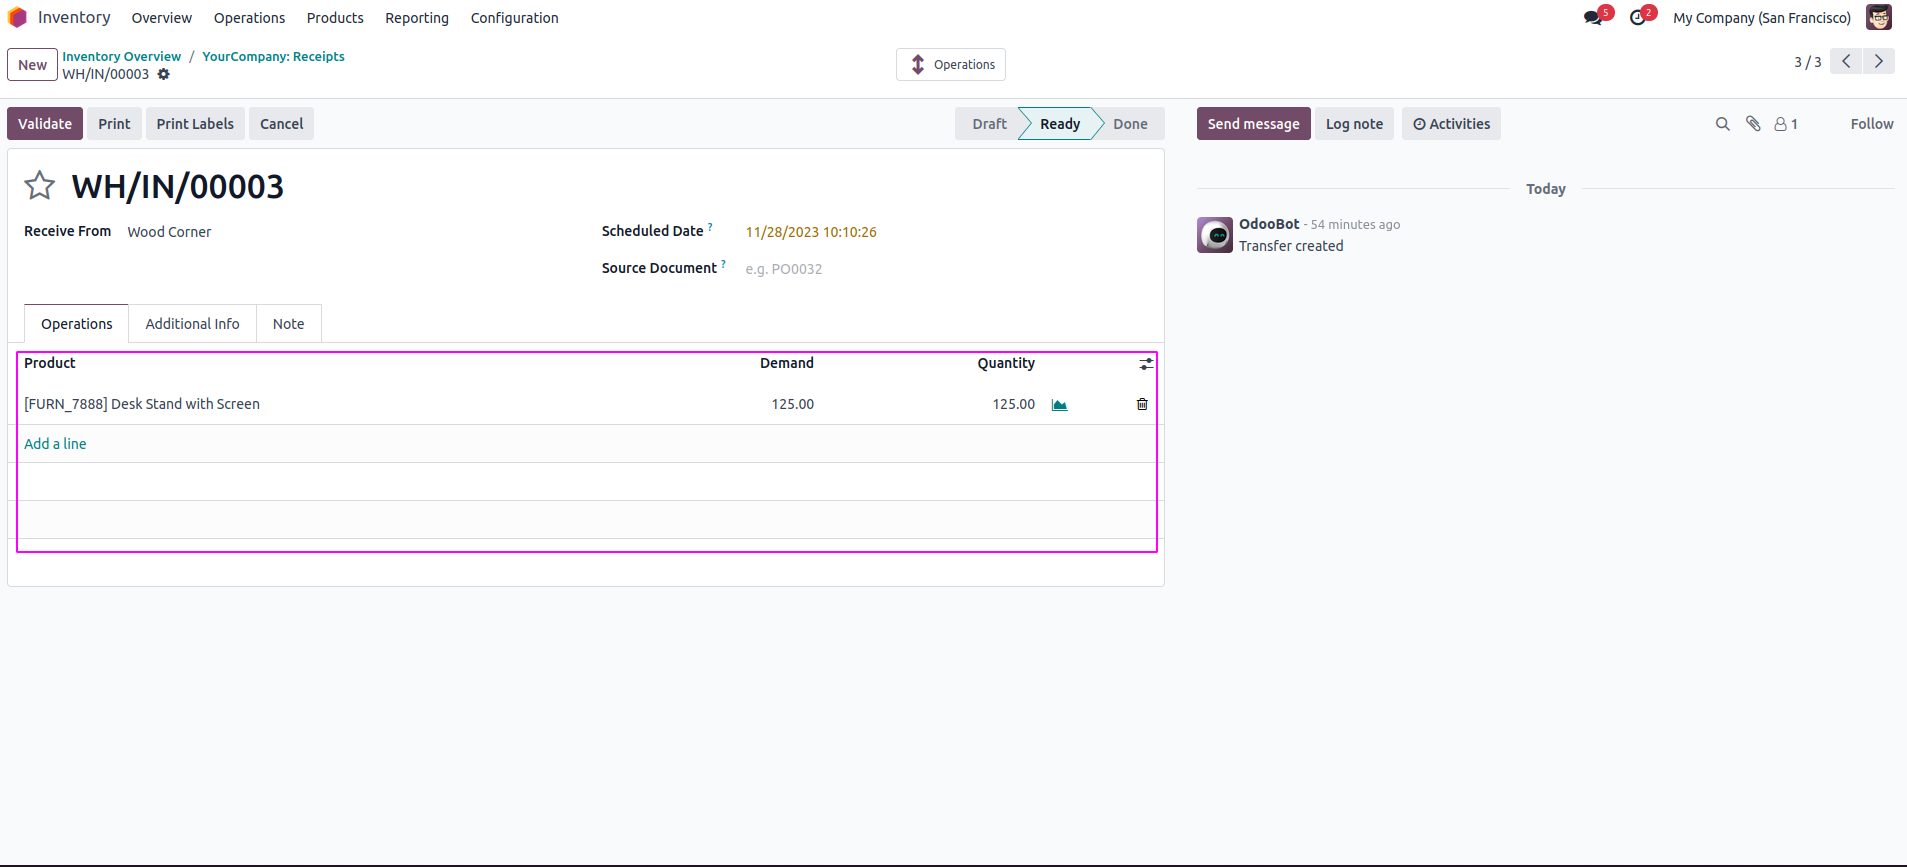 Inventory Overview Operations Products Reporting Configuration 5 2 My Company (San Francisco)
New Inventory Overview / YourCompany: Receipts
WH/IN/00003
Operations
3 / 3
Validate Print Print Labels Cancel Draft Ready Done Send message Log note Activities 1 Follow
WH/IN/00003
Receive From Wood Corner
Scheduled Date ? 11/28/2023 10:10:26
Source Document ? e.g. PO0032
Today
OdooBot - 54 minutes ago
Transfer created
Operations Additional Info Note
Product Demand Quantity
[FURN_7888] Desk Stand with Screen 125.00 125.00
Add a line